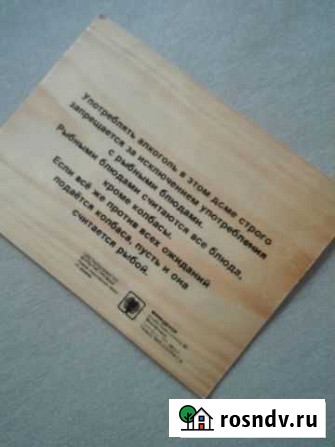 Употреблять алкоголь в этом доме строго
запрещается за исключением употребления
с рыбными блюдами.
Рыбными блюдами считаются все блюда,
кроме колбасы.
Если всё же против всех ожиданий
подаётся колбаса, пусть и она
считается рыбой.
rosndv.ru